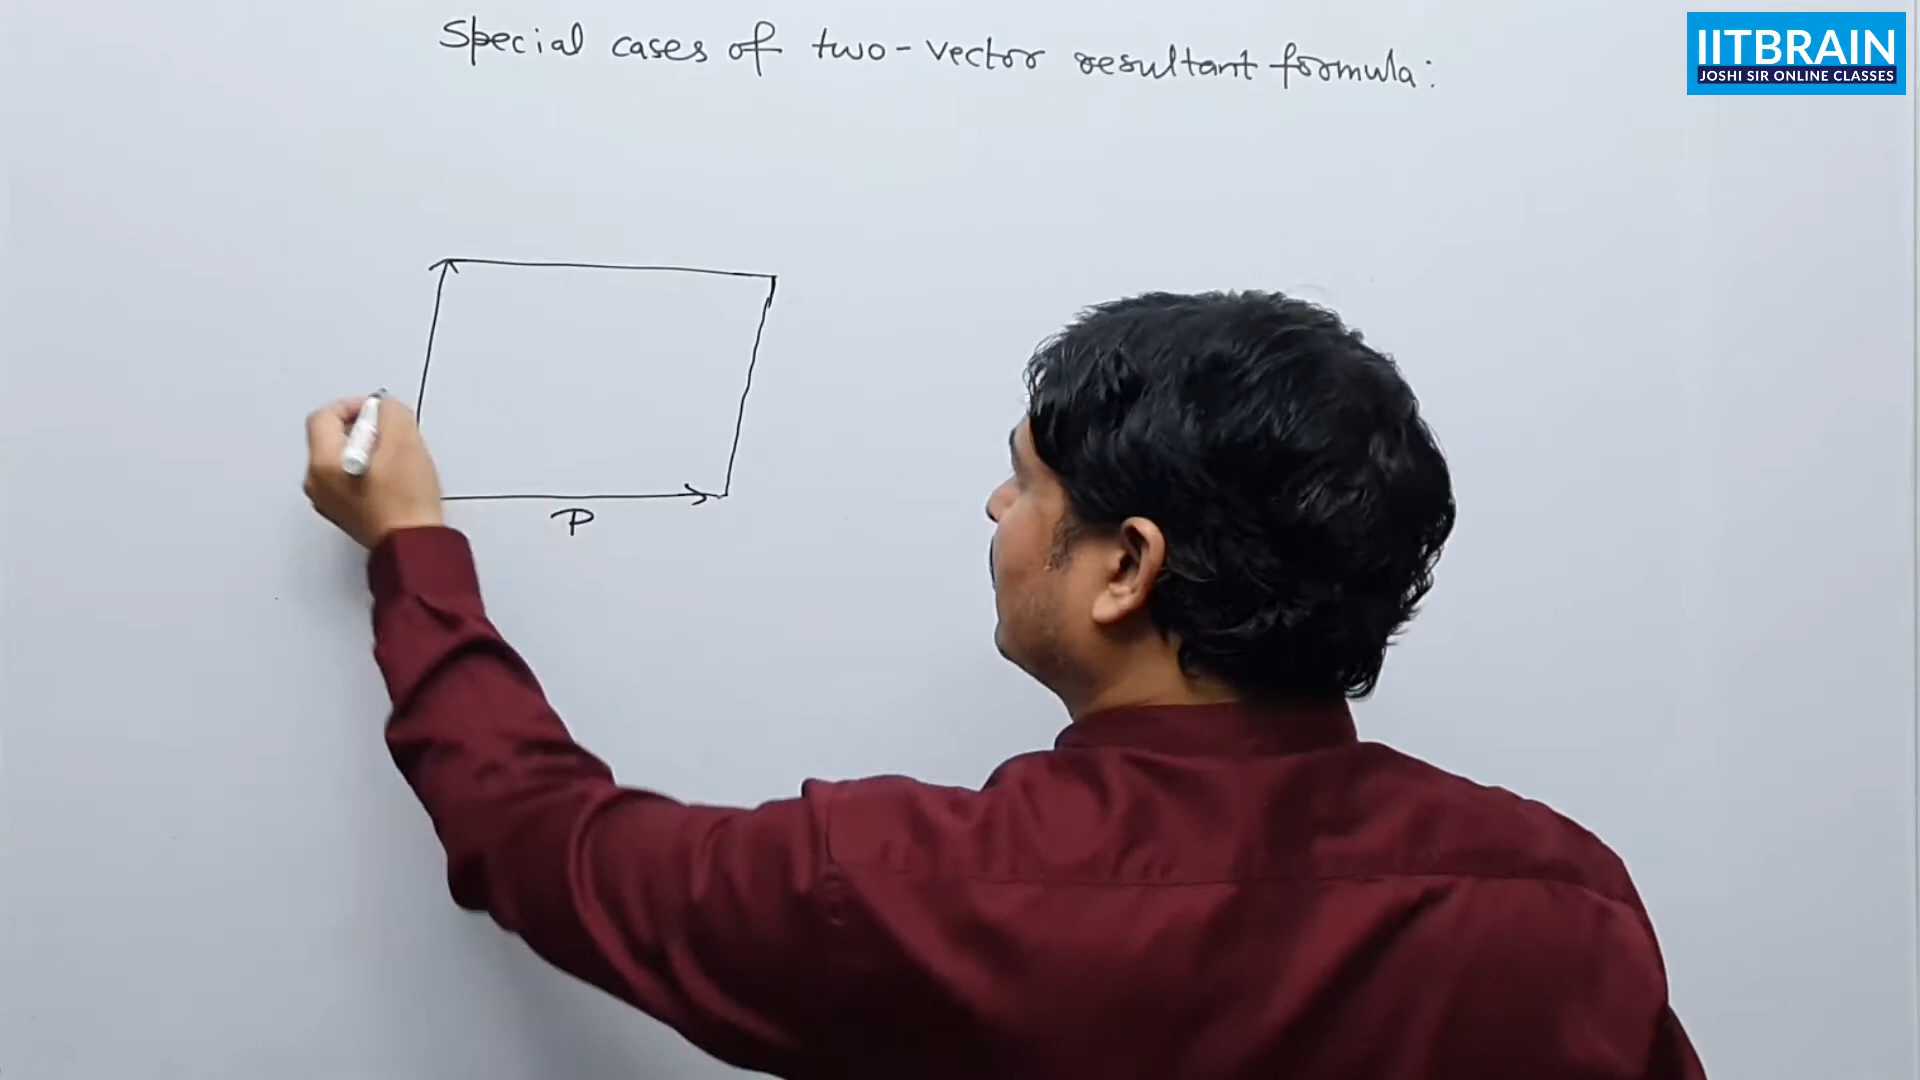 Special cases of two-vector resultant formula:
IITBRAIN
JOSHI SIR ONLINE CLASSES
P